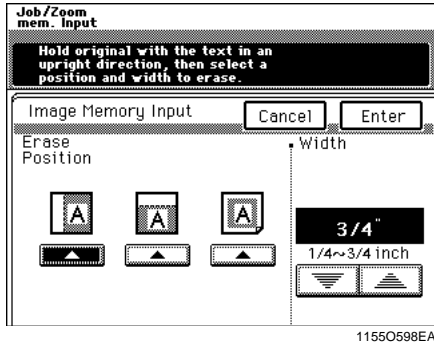 Job/Zoom
mem. Input
Hold original with the text in an
upright direction, then select a
position and width to erase.
Image Memory Input
Cancel
Enter
Erase
Position
Width
A
A
A
3/4"
1/4~3/4 inch
1155O598EA